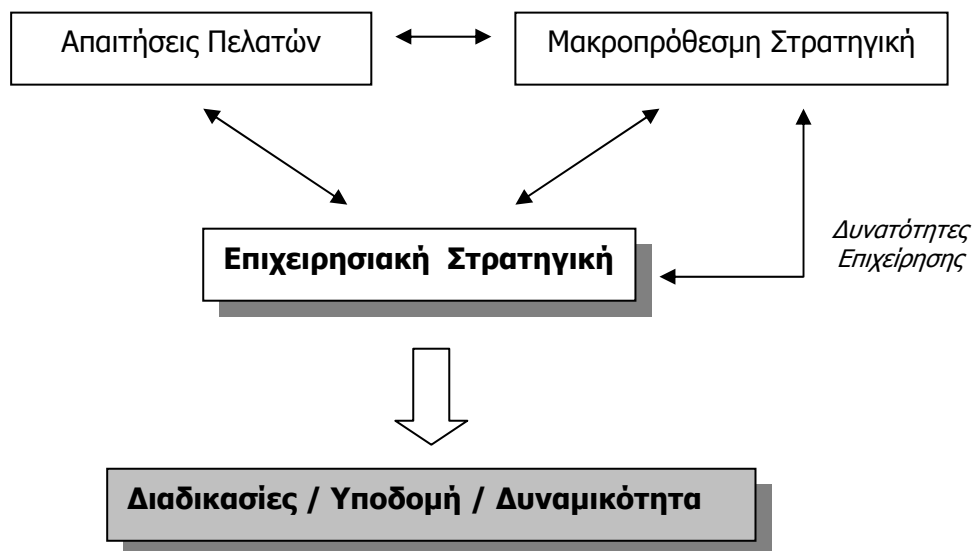 Απαιτήσεις Πελατών
Μακροπρόθεσμη Στρατηγική
Δυνατότητες
Επιχείρησης
Επιχειρησιακή Στρατηγική
Διαδικασίες / Υποδομή / Δυναμικότητα